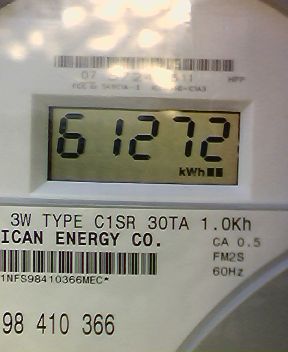 HPP
61272
kWh
3W TYPE C1SR 30TA 1.0Kh
ICAN ENERGY CO.
CA 0.5
FM2S
60Hz
1NFS98410366MEC*
98 410 366